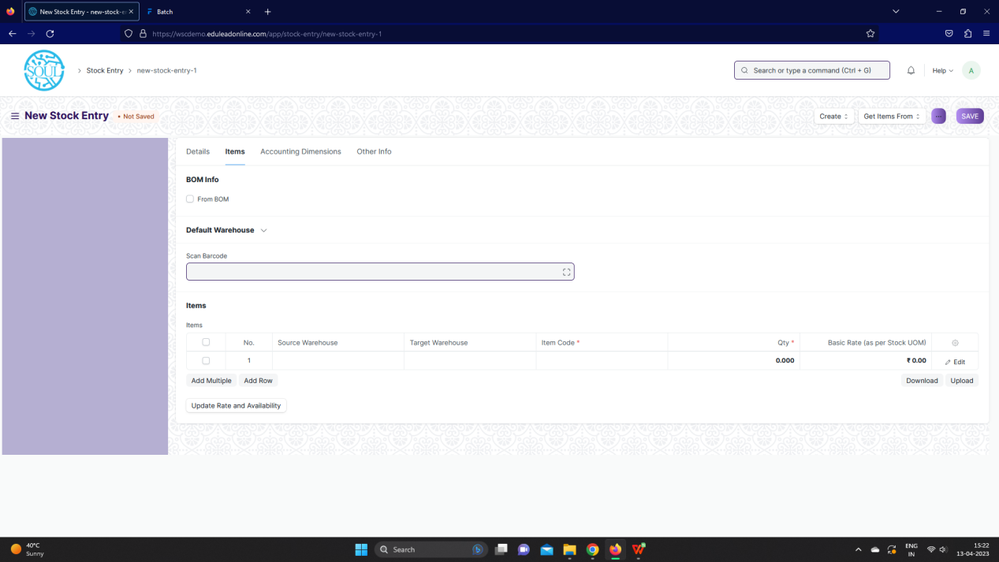 New Stock Entry - new-stock-e
Batch
https://wscdemo.eduleadonline.com/app/stock-entry/new-stock-entry-1
SOUL
Stock Entry
new-stock-entry-1
Search or type a command (Ctrl + G)
Help
A
New Stock Entry
• Not Saved
Create
Get Items From
SAVE
Details
Items
Accounting Dimensions
Other Info
BOM Info
From BOM
Default Warehouse
Scan Barcode
Items
Items
No.
Source Warehouse
Target Warehouse
Item Code *
Qty *
Basic Rate (as per Stock UOM)
1
0.000
₹ 0.00
Edit
Add Multiple
Add Row
Download
Upload
Update Rate and Availability
40°C
Sunny
Search
ENG
IN
15:22
13-04-2023